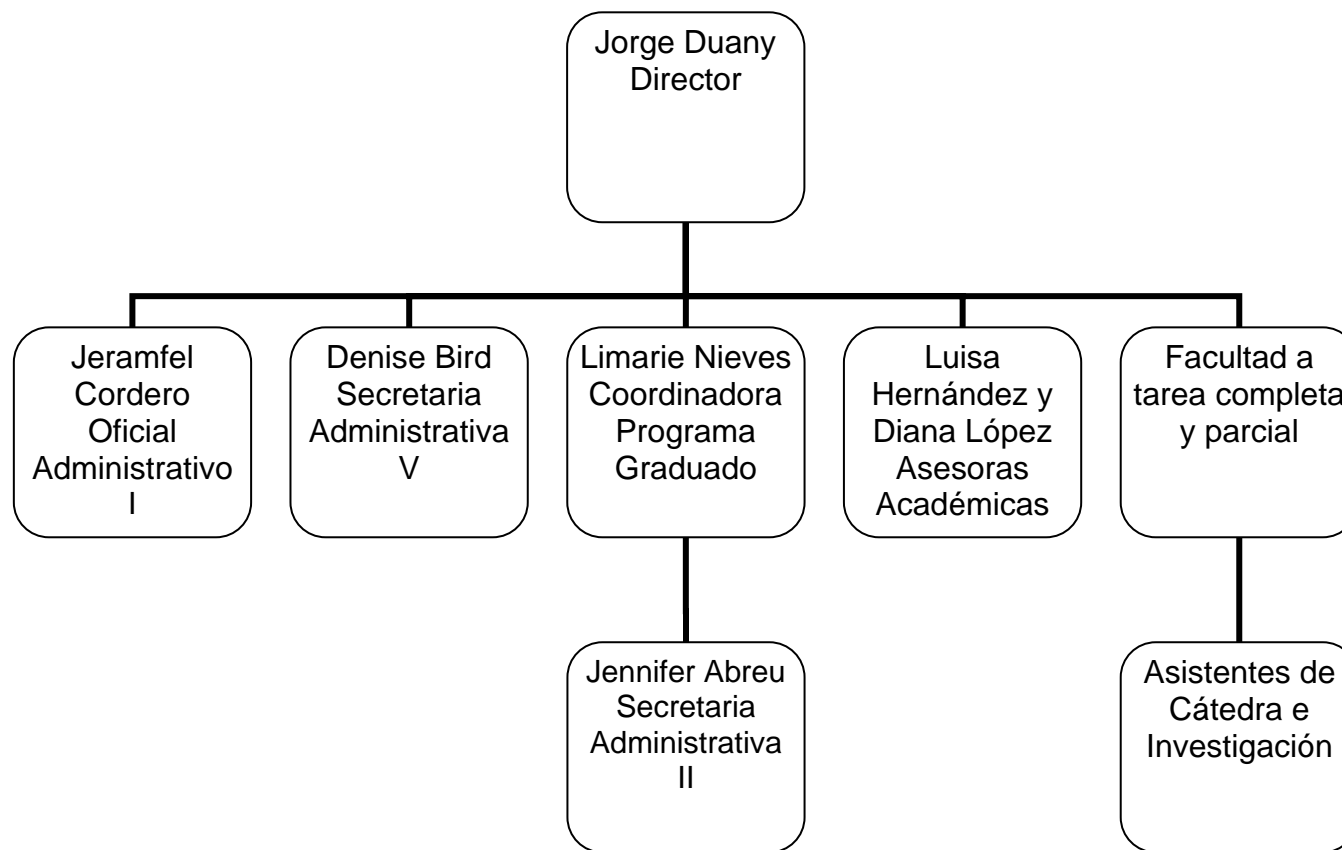 Jorge Duany
Director
Jeramfel
Cordero
Oficial
Administrativo
I
Denise Bird
Secretaria
Administrativa
V
Limarie Nieves
Coordinadora
Programa
Graduado
Luisa
Hernández y
Diana López
Asesoras
Académicas
Facultad a
tarea completa
y parcial
Jennifer Abreu
Secretaria
Administrativa
II
Asistentes de
Cátedra e
Investigación